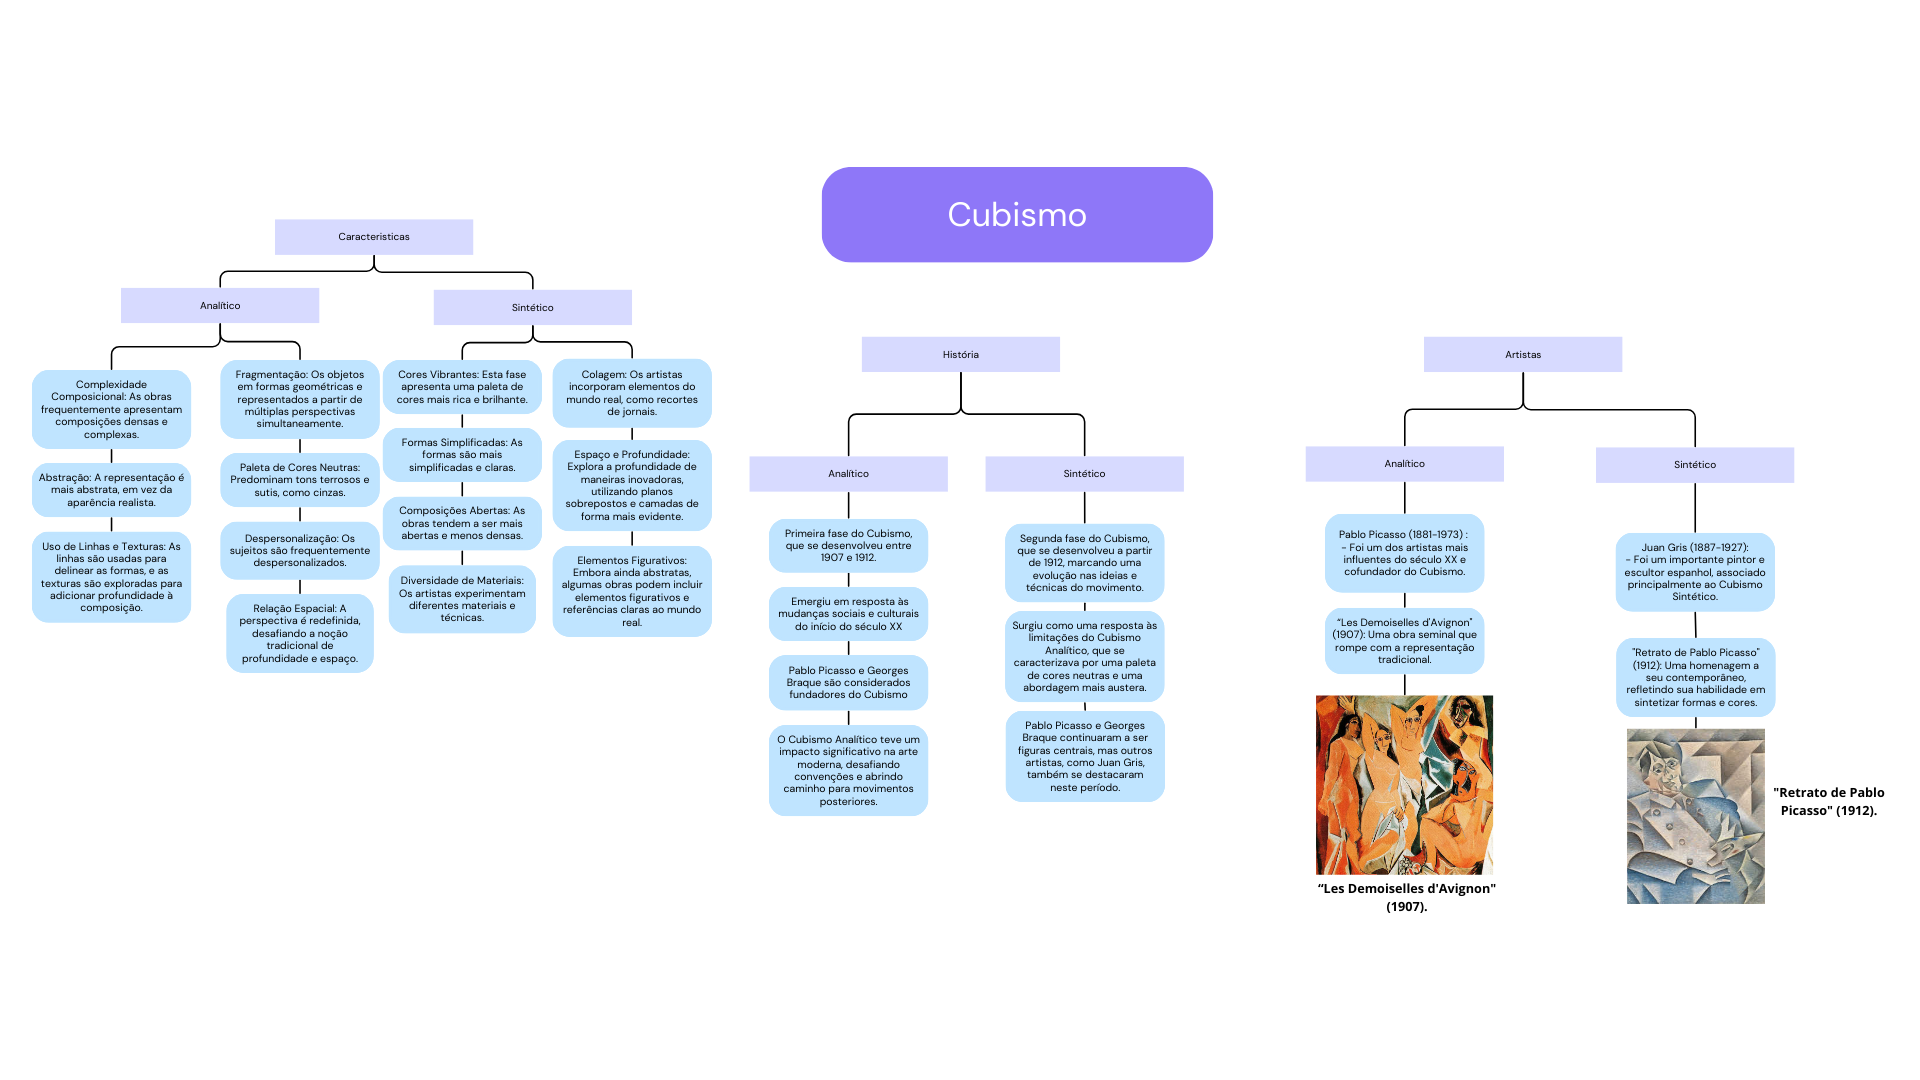 Cubismo
Caracteristicas
Analítico
Complexidade
Composicional: As obras
frequentemente apresentam
composições densas e
complexas.
Abstração: A representação é
mais abstrata, em vez da
aparência realista.
Uso de Linhas e Texturas: As
linhas são usadas para
delinear as formas, e as
texturas são exploradas para
adicionar profundidade à
composição.
Fragmentação: Os objetos
em formas geométricas e
representados a partir de
múltiplas perspectivas
simultaneamente.
Paleta de Cores Neutras:
Predominam tons terrosos e
sutis, como cinzas.
Despersonalização: Os
sujeitos são frequentemente
despersonalizados.
Relação Espacial: A
perspectiva é redefinida,
desafiando a noção
tradicional de
profundidade e espaço.
Sintético
Cores Vibrantes: Esta fase
apresenta uma paleta de
cores mais rica e brilhante.
Formas Simplificadas: As
formas são mais
simplificadas e claras.
Composições Abertas: As
obras tendem a ser mais
abertas e menos densas.
Diversidade de Materiais:
Os artistas experimentam
diferentes materiais e
técnicas.
Colagem: Os artistas
incorporam elementos do
mundo real, como recortes
de jornais.
Espaço e Profundidade:
Explora a profundidade de
maneiras inovadoras,
utilizando planos
sobrepostos e camadas de
forma mais evidente.
Elementos Figurativos:
Embora ainda abstratas,
algumas obras podem incluir
elementos figurativos e
referências claras ao mundo
real.
História
Analítico
Primeira fase do Cubismo,
que se desenvolveu entre
1907 e 1912.
Emergiu em resposta às
mudanças sociais e culturais
do início do século XX
Pablo Picasso e Georges
Braque são considerados
fundadores do Cubismo
O Cubismo Analítico teve um
impacto significativo na arte
moderna, desafiando
convenções e abrindo
caminho para movimentos
posteriores.
Sintético
Segunda fase do Cubismo,
que se desenvolveu a partir
de 1912, marcando uma
evolução nas ideias e
técnicas do movimento.
Surgiu como uma resposta às
limitações do Cubismo
Analítico, que se
caracterizava por uma paleta
de cores neutras e uma
abordagem mais austera.
Pablo Picasso e Georges
Braque continuaram a ser
figuras centrais, mas outros
artistas, como Juan Gris,
também se destacaram
neste período.
Artistas
Analítico
Pablo Picasso (1881-1973) :
- Foi um dos artistas mais
influentes do século XX e
cofundador do Cubismo.
“Les Demoiselles d'Avignon"
(1907): Uma obra seminal que
rompe com a representação
tradicional.
“Les Demoiselles d'Avignon"
(1907).
Sintético
Juan Gris (1887-1927):
- Foi um importante pintor e
escultor espanhol, associado
principalmente ao Cubismo
Sintético.
"Retrato de Pablo Picasso"
(1912): Uma homenagem a
seu contemporâneo,
refletindo sua habilidade em
sintetizar formas e cores.
"Retrato de Pablo
Picasso" (1912).